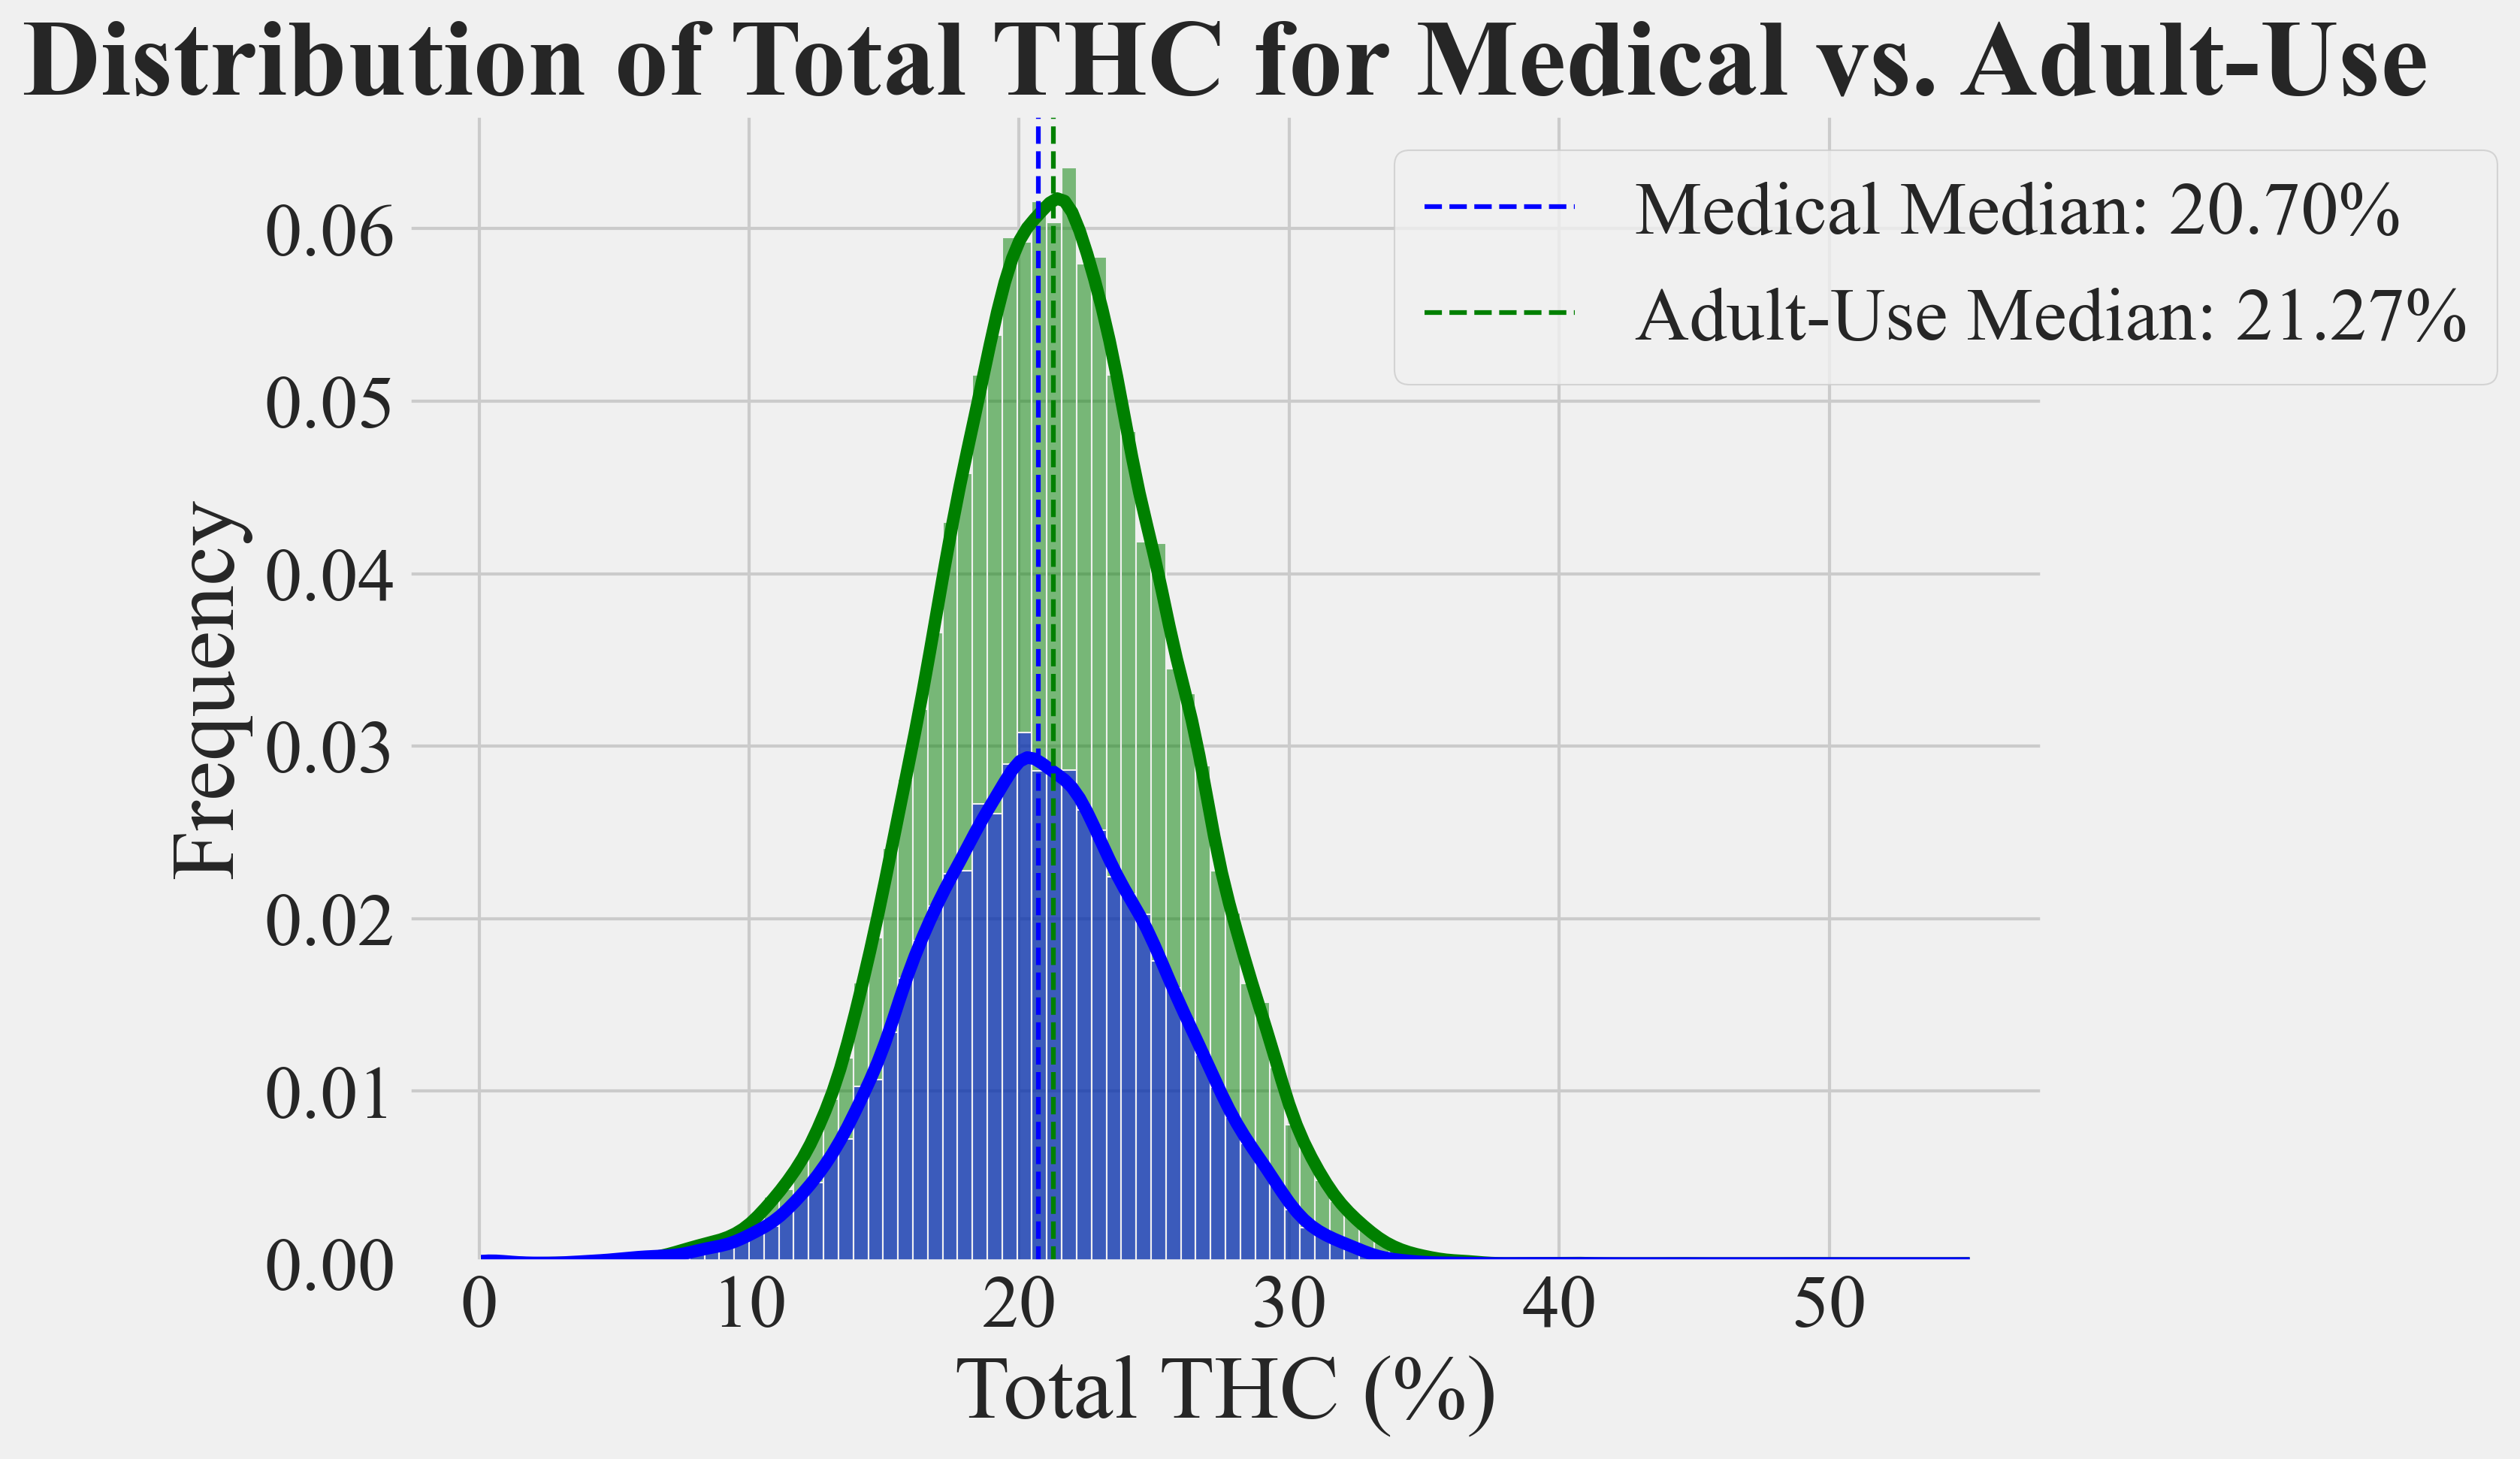 Distribution of Total THC for Medical vs. Adult-Use
Medical Median: 20.70%
Adult-Use Median: 21.27%
Frequency
0.06
0.05
0.04
0.03
0.02
0.01
0.00
0 10 20 30 40 50
Total THC (%)